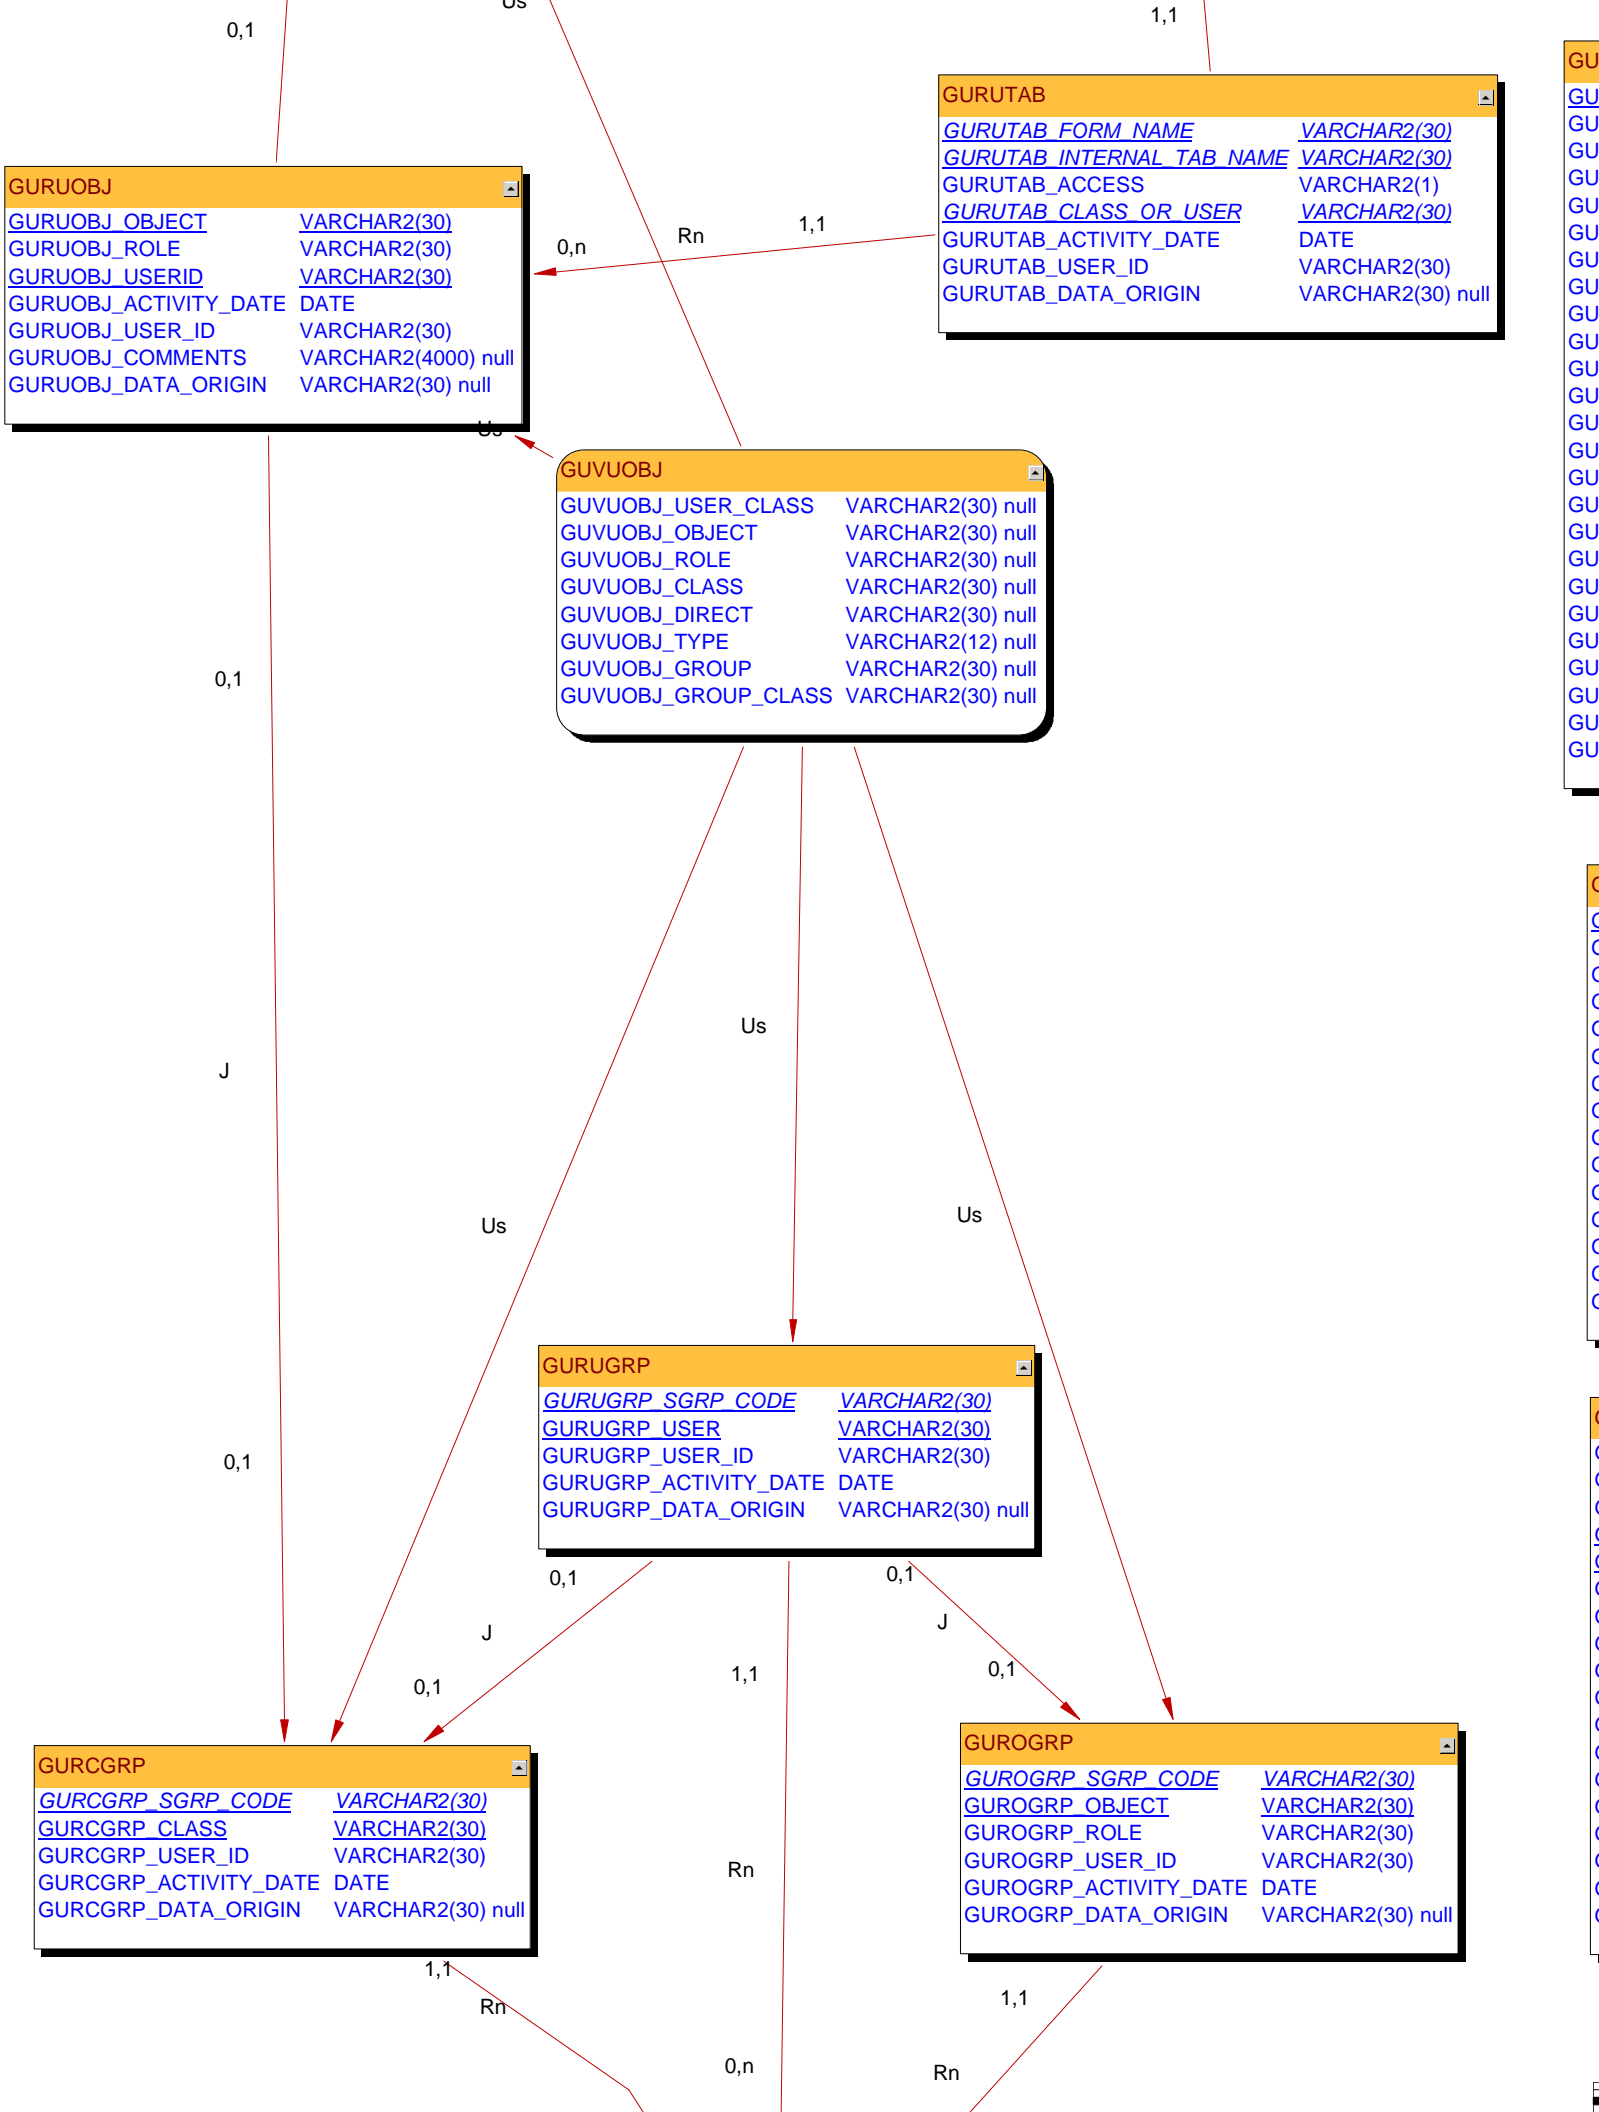 Us
0,1
1,1
GURUTAB
GURUTAB_FORM_NAME VARCHAR2(30)
GURUTAB_INTERNAL_TAB_NAME VARCHAR2(30)
GURUTAB_ACCESS VARCHAR2(1)
GURUTAB_CLASS_OR_USER VARCHAR2(30)
GURUTAB_ACTIVITY_DATE DATE
GURUTAB_USER_ID VARCHAR2(30)
GURUTAB_DATA_ORIGIN VARCHAR2(30) null
GURUOBJ
GURUOBJ_OBJECT VARCHAR2(30)
GURUOBJ_ROLE VARCHAR2(30)
GURUOBJ_USERID VARCHAR2(30)
GURUOBJ_ACTIVITY_DATE DATE
GURUOBJ_USER_ID VARCHAR2(30)
GURUOBJ_COMMENTS VARCHAR2(4000) null
GURUOBJ_DATA_ORIGIN VARCHAR2(30) null
0,n
Rn
1,1
Us
GUVUOBJ
GUVUOBJ_USER_CLASS VARCHAR2(30) null
GUVUOBJ_OBJECT VARCHAR2(30) null
GUVUOBJ_ROLE VARCHAR2(30) null
GUVUOBJ_CLASS VARCHAR2(30) null
GUVUOBJ_DIRECT VARCHAR2(30) null
GUVUOBJ_TYPE VARCHAR2(12) null
GUVUOBJ_GROUP VARCHAR2(30) null
GUVUOBJ_GROUP_CLASS VARCHAR2(30) null
0,1
J
Us
Us
Us
0,1
GURUGRP
GURUGRP_SGRP_CODE VARCHAR2(30)
GURUGRP_USER VARCHAR2(30)
GURUGRP_USER_ID VARCHAR2(30)
GURUGRP_ACTIVITY_DATE DATE
GURUGRP_DATA_ORIGIN VARCHAR2(30) null
0,1
0,1
J
J
0,1
1,1
0,1
GURCGRP
GURCGRP_SGRP_CODE VARCHAR2(30)
GURCGRP_CLASS VARCHAR2(30)
GURCGRP_USER_ID VARCHAR2(30)
GURCGRP_ACTIVITY_DATE DATE
GURCGRP_DATA_ORIGIN VARCHAR2(30) null
Rn
GUROGRP
GUROGRP_SGRP_CODE VARCHAR2(30)
GUROGRP_OBJECT VARCHAR2(30)
GUROGRP_ROLE VARCHAR2(30)
GUROGRP_USER_ID VARCHAR2(30)
GUROGRP_ACTIVITY_DATE DATE
GUROGRP_DATA_ORIGIN VARCHAR2(30) null
1,1
Rn
1,1
0,n
Rn